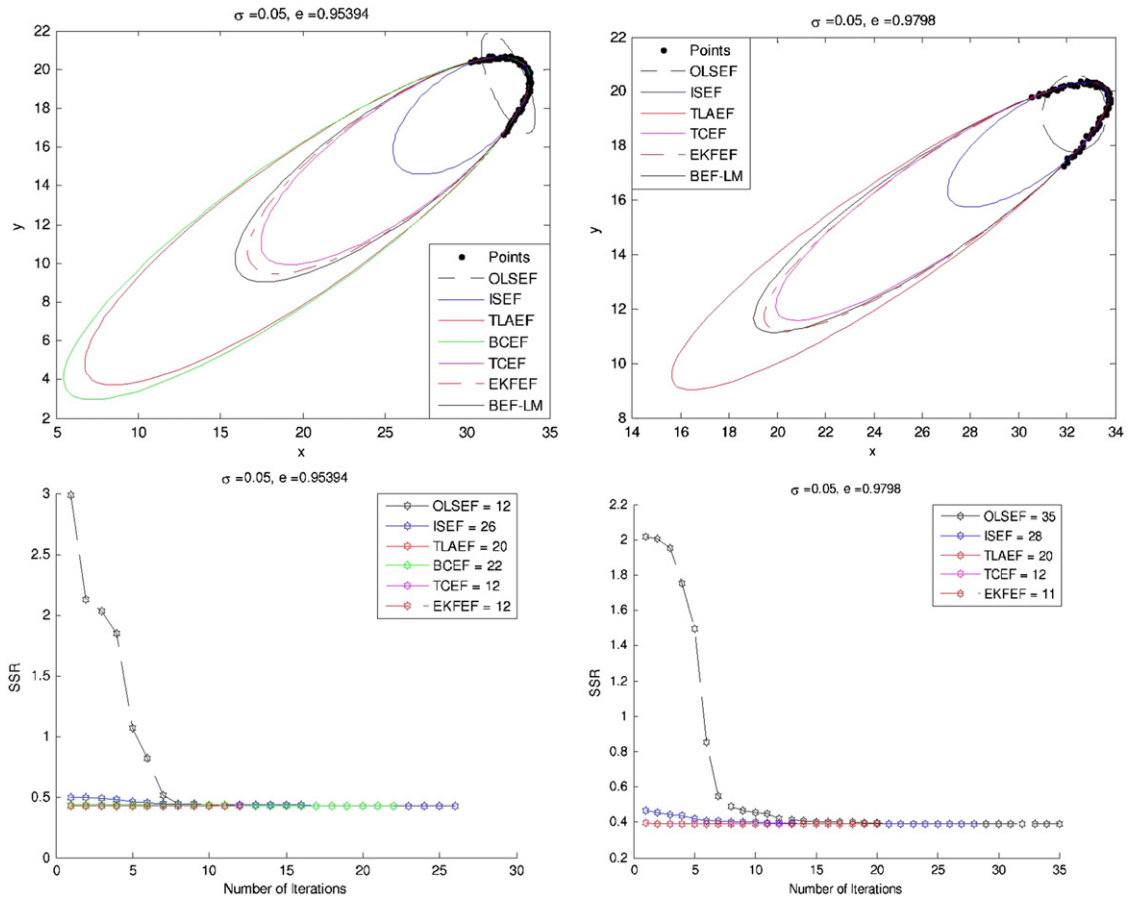 σ =0.05, e =0.95394
22
20
18
16
14
12
10
8
6
4
2
y
5
10
15
20
25
30
35
x
Points
OLSEF
ISEF
TLAEF
BCEF
TCEF
EKFEF
BEF-LM
σ =0.05, e =0.9798
22
20
18
16
14
12
10
8
y
14
16
18
20
22
24
26
28
30
32
34
x
Points
OLSEF
ISEF
TLAEF
TCEF
EKFEF
BEF-LM
σ =0.05, e =0.95394
3
2.5
2
1.5
1
0.5
0
SSR
0
5
10
15
20
25
30
Number of Iterations
OLSEF = 12
ISEF = 26
TLAEF = 20
BCEF = 22
TCEF = 12
EKFEF = 12
σ =0.05, e =0.9798
2.2
2
1.8
1.6
1.4
1.2
1
0.8
0.6
0.4
0.2
SSR
0
5
10
15
20
25
30
35
Number of Iterations
OLSEF = 35
ISEF = 28
TLAEF = 20
TCEF = 12
EKFEF = 11